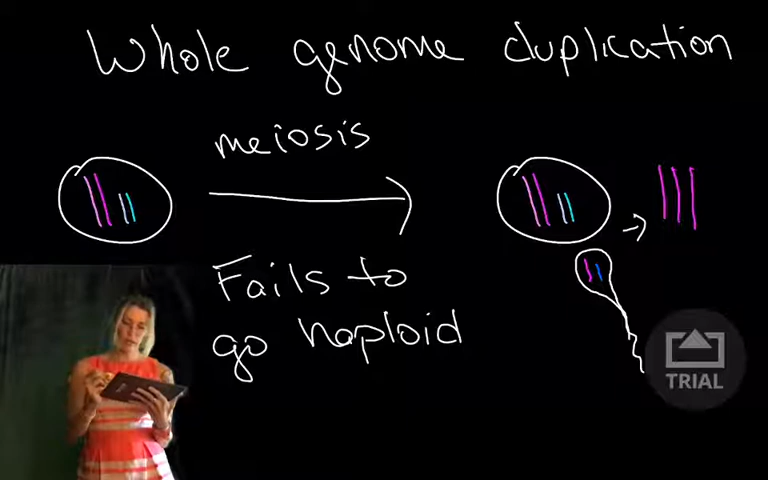 Whole genome duplication
meiosis
Fails to
go haploid
TRIAL